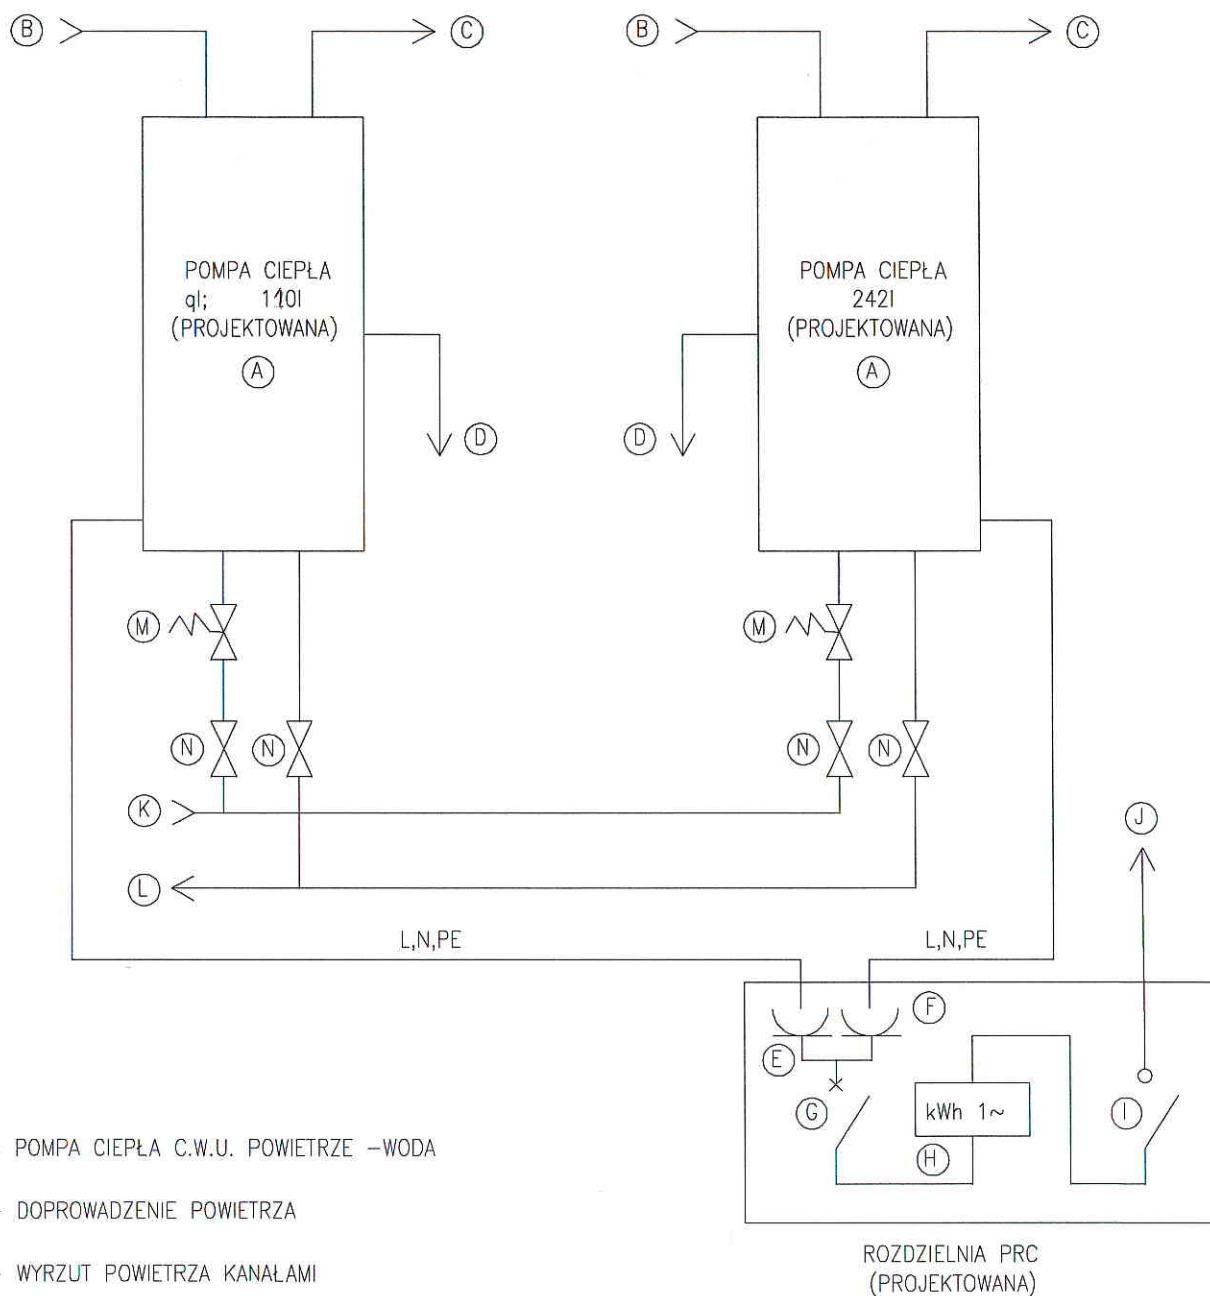 B
C
B
C
POMPA CIEPŁA
110l
(PROJEKTOWANA)
A
POMPA CIEPŁA
242l
(PROJEKTOWANA)
A
D
D
M
M
N
N
N
N
K
J
L
L,N,PE
L,N,PE
F
E
G
kWh 1~
I
H
POMPA CIEPŁA C.W.U. POWIETRZE –WODA
DOPROWADZENIE POWIETRZA
WYRZUT POWIETRZA KANAŁAMI
ROZDZIELNIA PRC
(PROJEKTOWANA)